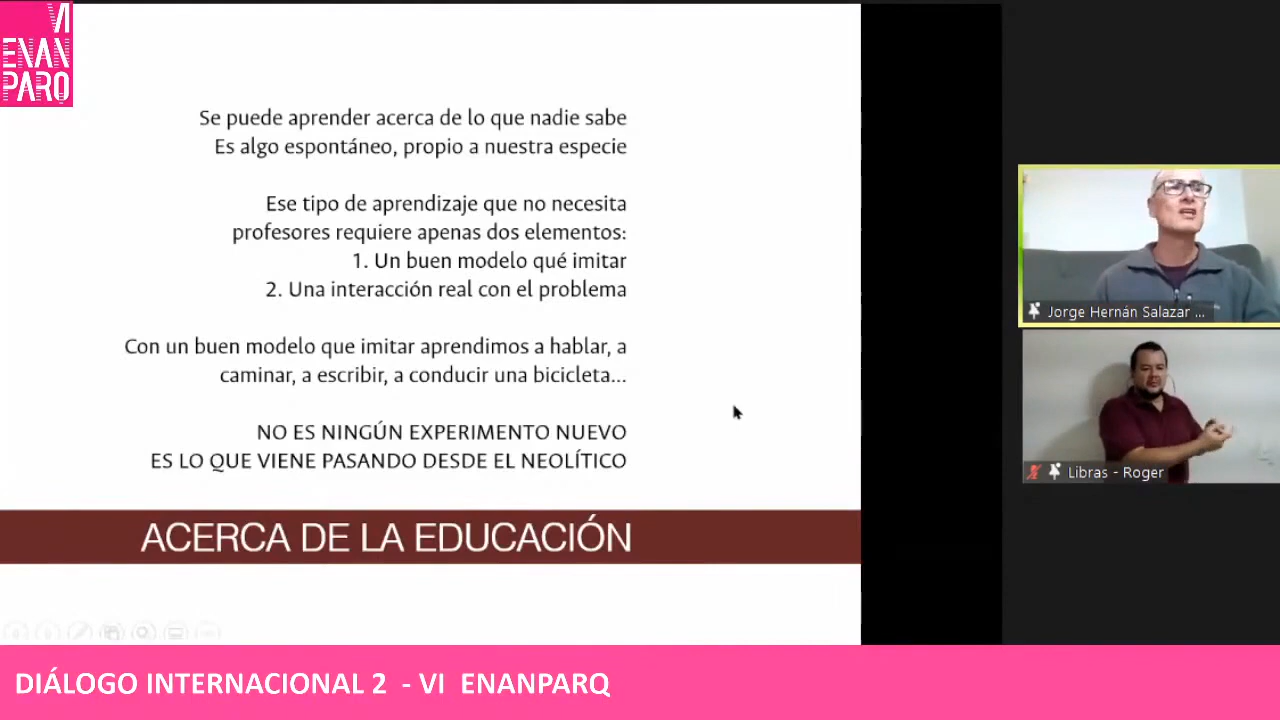 VI
ENAN
PARQ
Se puede aprender acerca de lo que nadie sabe
Es algo espontáneo, propio a nuestra especie
Ese tipo de aprendizaje que no necesita
profesores requiere apenas dos elementos:
1. Un buen modelo qué imitar
2. Una interacción real con el problema
Con un buen modelo que imitar aprendimos a hablar, a
caminar, a escribir, a conducir una bicicleta...
NO ES NINGÚN EXPERIMENTO NUEVO
ES LO QUE VIENE PASANDO DESDE EL NEOLÍTICO
ACERCA DE LA EDUCACIÓN
Jorge Hernán Salazar ...
Libras - Roger
DIÁLOGO INTERNACIONAL 2 - VI ENANPARQ